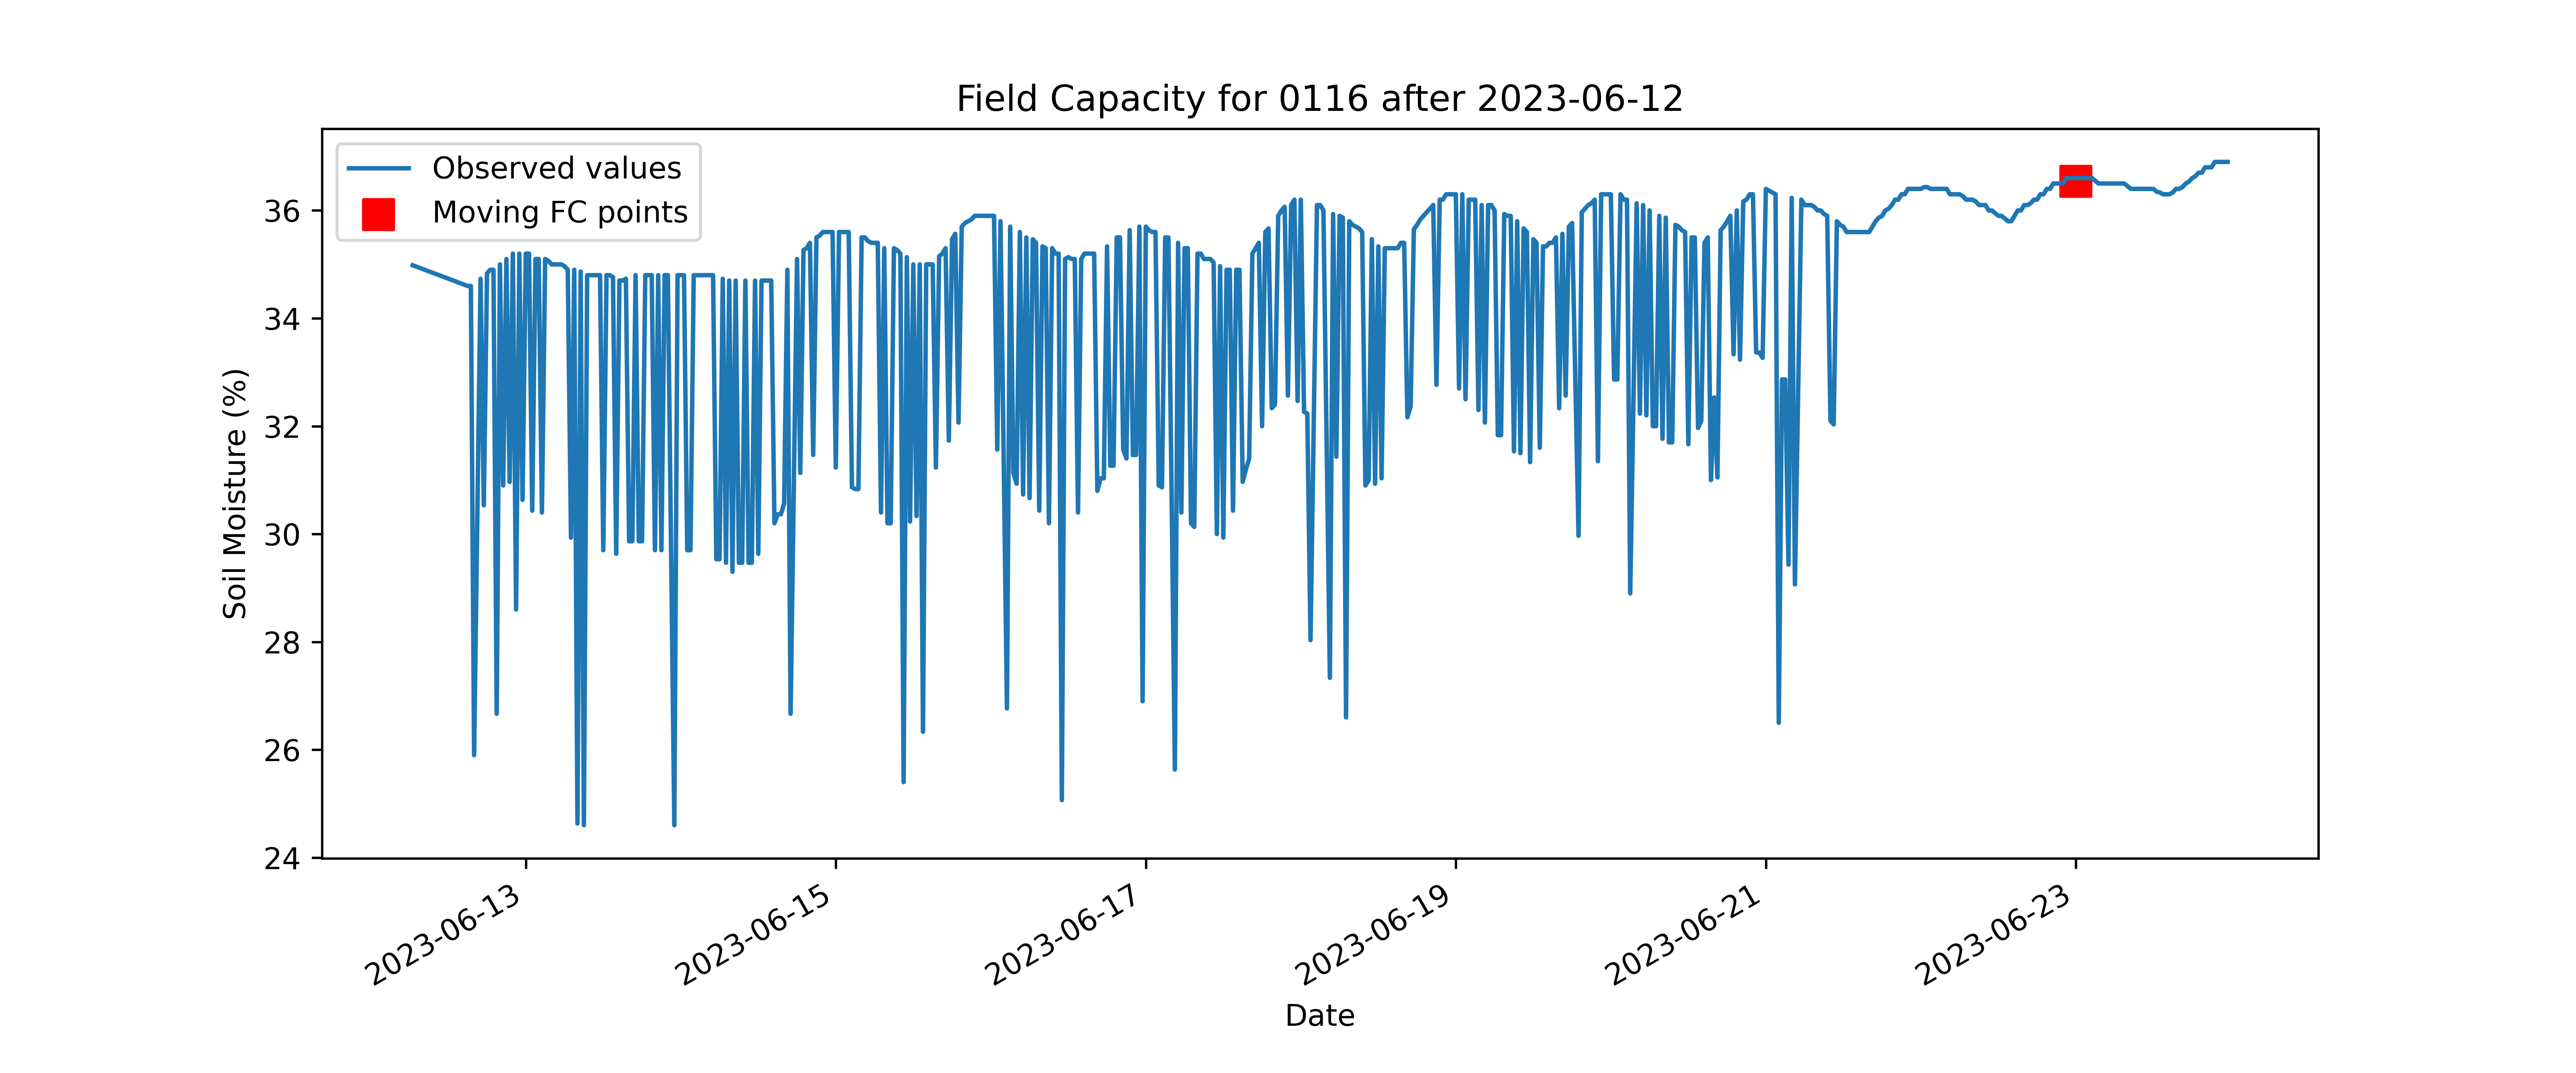 Field Capacity for 0116 after 2023-06-12
Observed values
Moving FC points
Soil Moisture (%)
36
34
32
30
28
26
24
2023-06-13
2023-06-15
2023-06-17
2023-06-19
2023-06-21
2023-06-23
Date